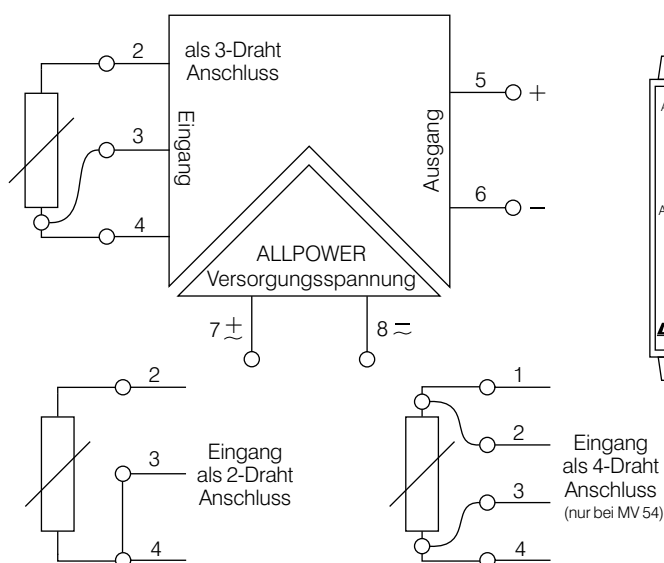 2
als 3-Draht
Anschluss
3
4
Eingang
Ausgang
5 +
6 −
ALLPOWER
Versorgungsspannung
7
8
A
A
2
3
4
Eingang
als 2-Draht
Anschluss
1
2
3
4
Eingang
als 4-Draht
Anschluss
(nur bei MV 54)